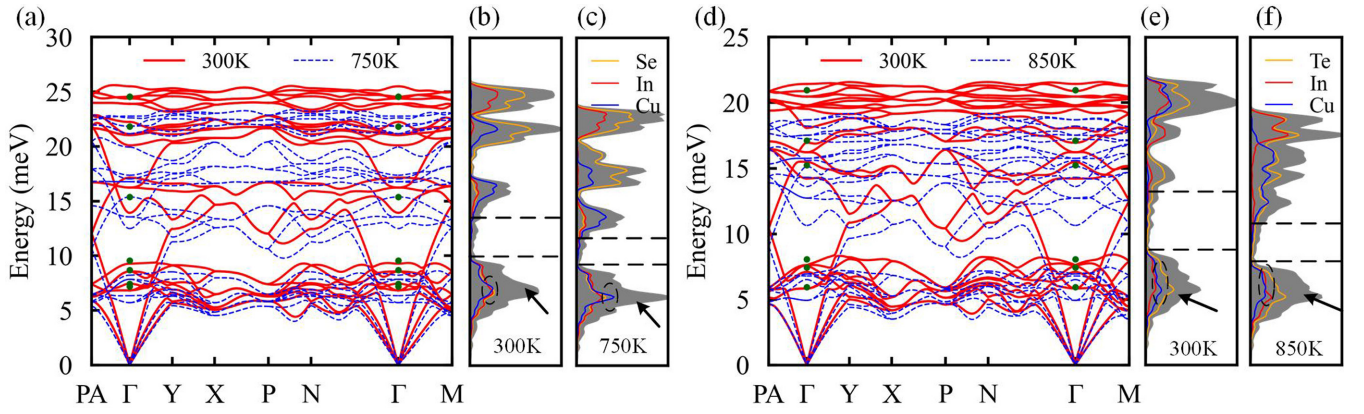 (a)
(b)
(c)
(d)
(e)
(f)
Energy (meV)
30
25
20
15
10
5
0
300K
750K
PA Γ Y X P N Γ M
300K
Se
In
Cu
750K
Energy (meV)
25
20
15
10
5
0
300K
850K
PA Γ Y X P N Γ M
300K
Te
In
Cu
850K